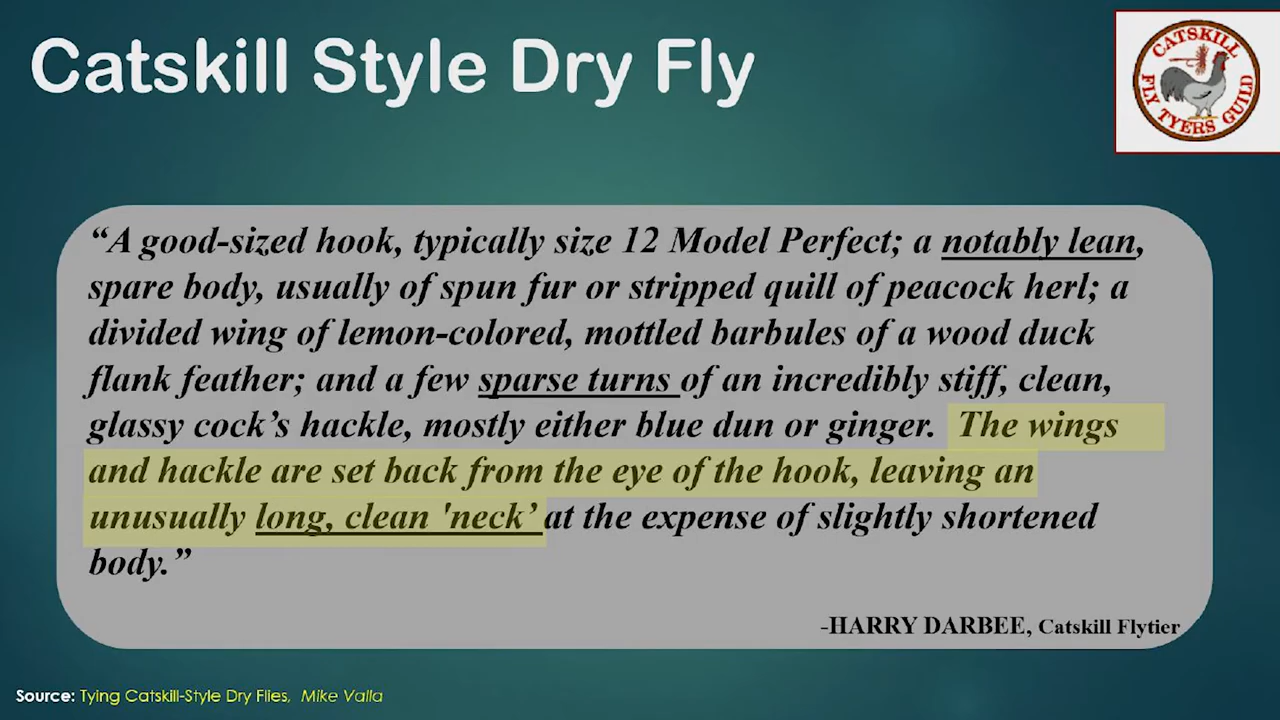 Catskill Style Dry Fly
CATSKILL
FLY TYERS GUILD
“A good-sized hook, typically size 12 Model Perfect; a notably lean,
spare body, usually of spun fur or stripped quill of peacock herl; a
divided wing of lemon-colored, mottled barbules of a wood duck
flank feather; and a few sparse turns of an incredibly stiff, clean,
glassy cock’s hackle, mostly either blue dun or ginger. The wings
and hackle are set back from the eye of the hook, leaving an
unusually long, clean 'neck’ at the expense of slightly shortened
body.”
-HARRY DARBEE, Catskill Flytier
Source: Tying Catskill-Style Dry Flies, Mike Valla